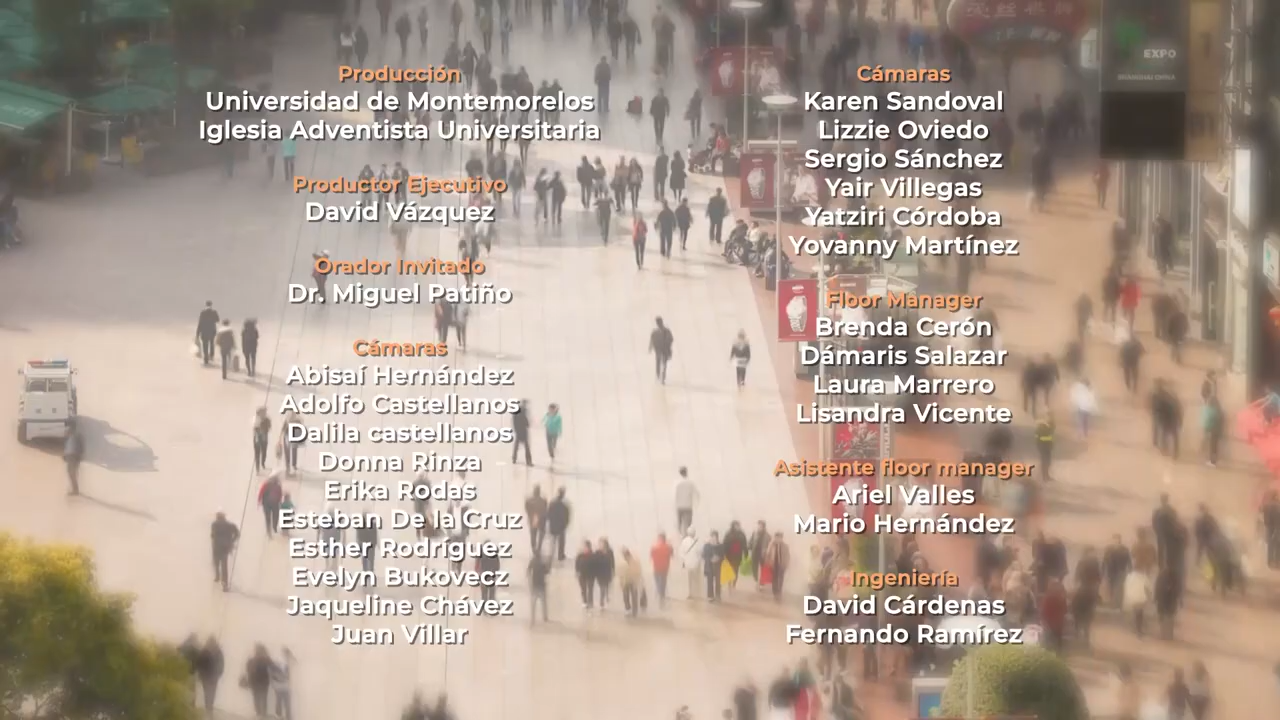 Producción
Universidad de Montemorelos
Iglesia Adventista Universitaria
Productor Ejecutivo
David Vázquez
Orador Invitado
Dr. Miguel Patiño
Cámaras
Abisaí Hernández
Adolfo Castellanos
Dalila castellanos
Donna Rinza
Erika Rodas
Esteban De la Cruz
Esther Rodríguez
Evelyn Bukovecz
Jaqueline Chávez
Juan Villar
Cámaras
Karen Sandoval
Lizzie Oviedo
Sergio Sánchez
Yair Villegas
Yatziri Córdoba
Yovanny Martínez
Floor Manager
Brenda Cerón
Dámaris Salazar
Laura Marrero
Lisandra Vicente
Asistente floor manager
Ariel Valles
Mario Hernández
Ingeniería
David Cárdenas
Fernando Ramírez
EXPO
SHANGHAI CHINA